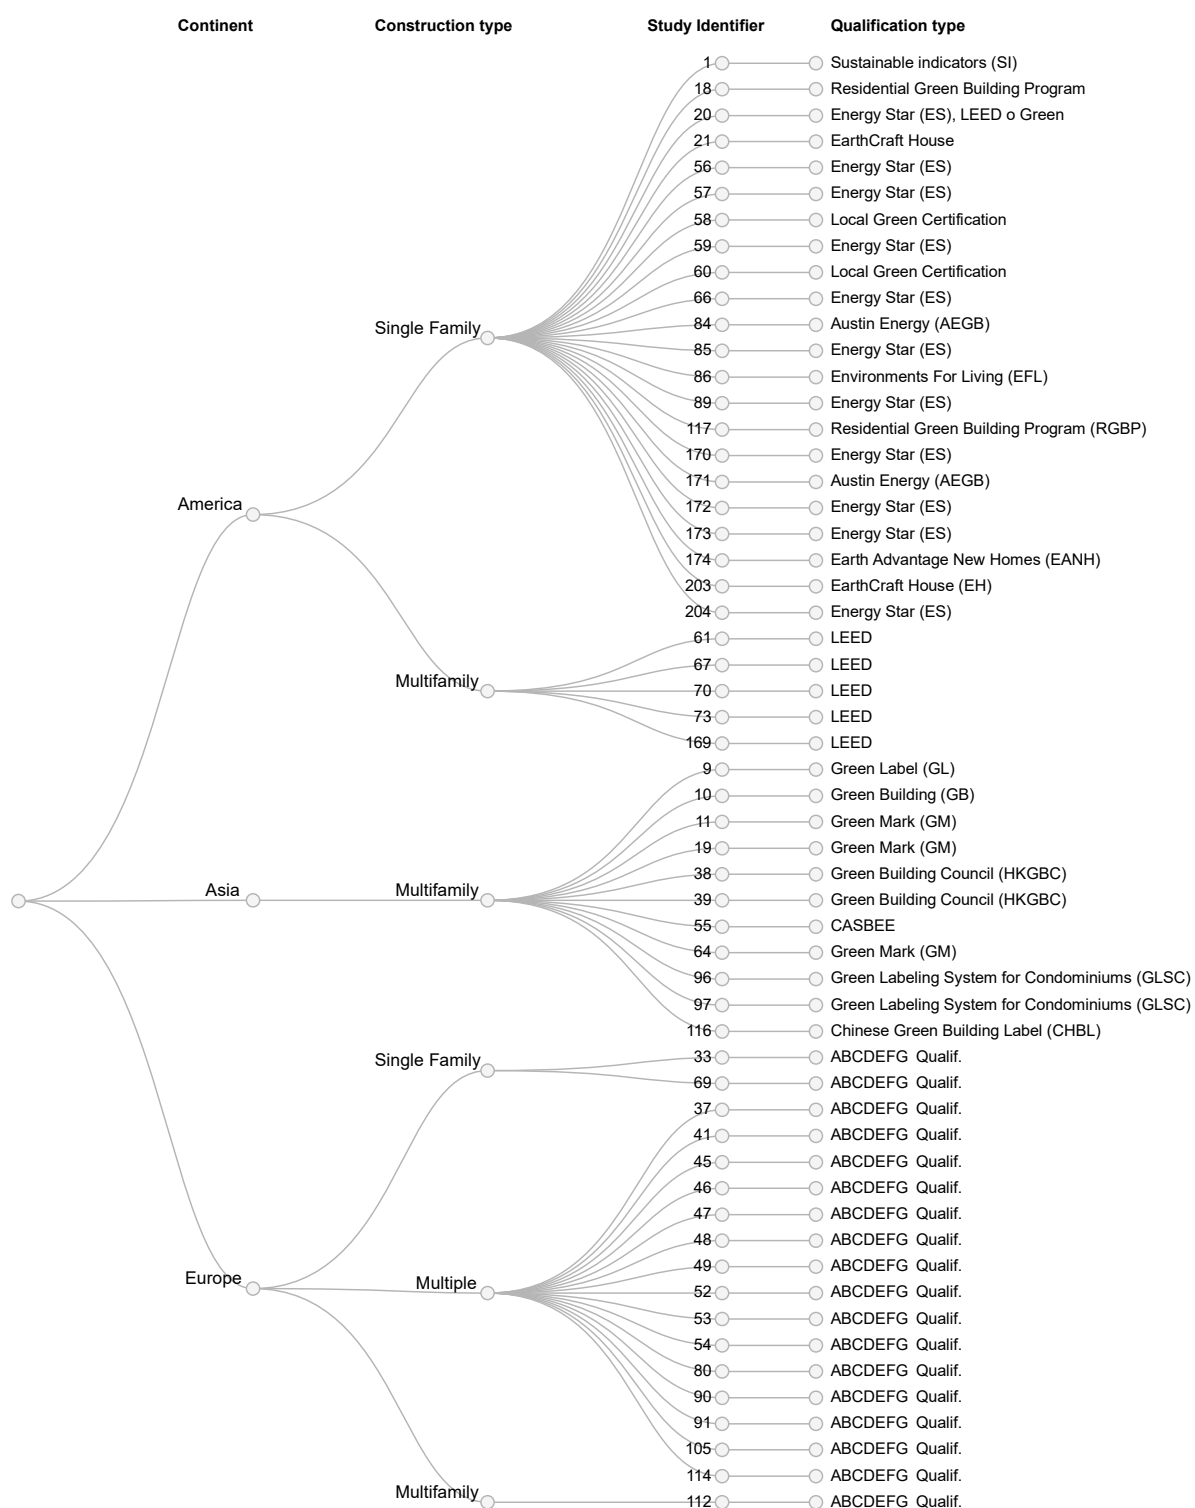 Continent Construction type Study Identifier Qualification type
1 Sustainable indicators (SI)
18 Residential Green Building Program
20 Energy Star (ES), LEED o Green
21 EarthCraft House
56 Energy Star (ES)
57 Energy Star (ES)
58 Local Green Certification
59 Energy Star (ES)
60 Local Green Certification
66 Energy Star (ES)
Single Family
84 Austin Energy (AEGB)
85 Energy Star (ES)
86 Environments For Living (EFL)
89 Energy Star (ES)
117 Residential Green Building Program (RGBP)
170 Energy Star (ES)
171 Austin Energy (AEGB)
America
172 Energy Star (ES)
173 Energy Star (ES)
174 Earth Advantage New Homes (EANH)
203 EarthCraft House (EH)
204 Energy Star (ES)
61 LEED
67 LEED
Multifamily
70 LEED
73 LEED
169 LEED
9 Green Label (GL)
10 Green Building (GB)
11 Green Mark (GM)
19 Green Mark (GM)
38 Green Building Council (HKGBC)
Asia Multifamily
39 Green Building Council (HKGBC)
55 CASBEE
64 Green Mark (GM)
96 Green Labeling System for Condominiums (GLSC)
97 Green Labeling System for Condominiums (GLSC)
116 Chinese Green Building Label (CHBL)
Single Family
33 ABCDEFG Qualif.
69 ABCDEFG Qualif.
37 ABCDEFG Qualif.
41 ABCDEFG Qualif.
45 ABCDEFG Qualif.
46 ABCDEFG Qualif.
47 ABCDEFG Qualif.
48 ABCDEFG Qualif.
49 ABCDEFG Qualif.
Europe Multiple
52 ABCDEFG Qualif.
53 ABCDEFG Qualif.
54 ABCDEFG Qualif.
80 ABCDEFG Qualif.
90 ABCDEFG Qualif.
91 ABCDEFG Qualif.
105 ABCDEFG Qualif.
114 ABCDEFG Qualif.
Multifamily
112 ABCDEFG Qualif.